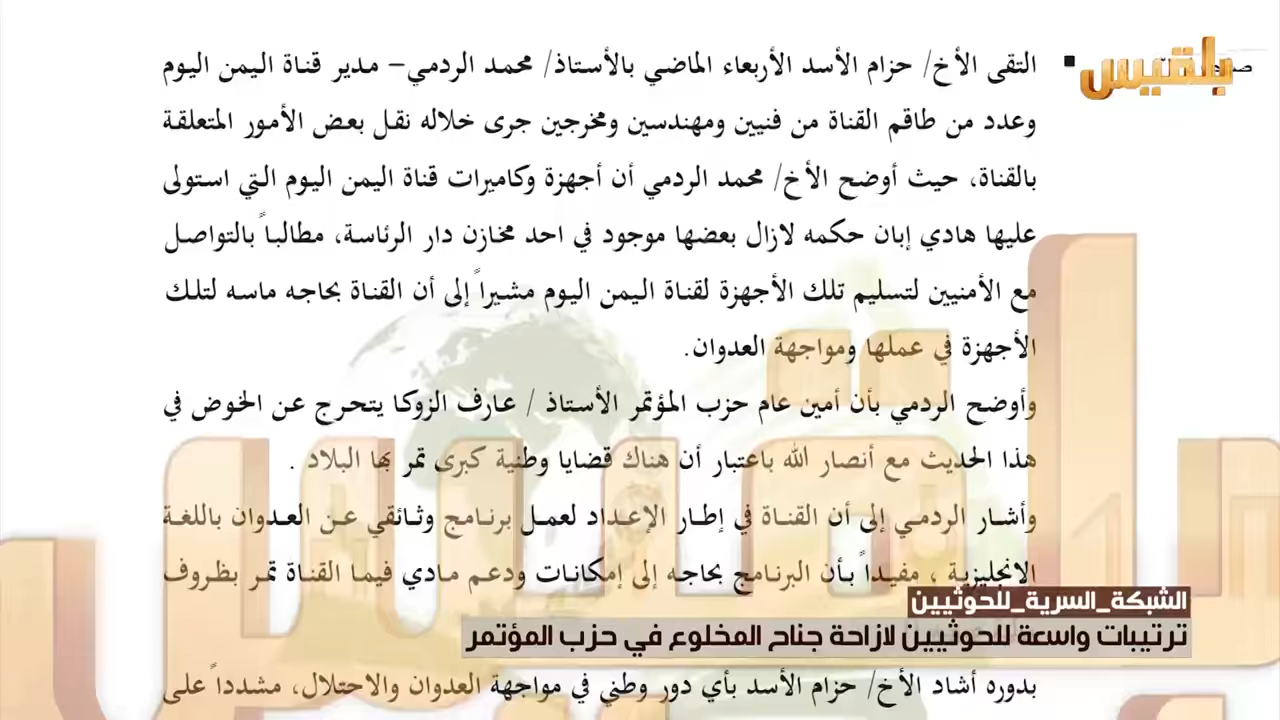 بلقيس
التقى الأخ/ حزام الأسد الأربعاء الماضي بالأستاذ/ محمد الردمي- مدير قناة اليمن اليوم
وعدد من طاقم القناة من فنيين ومهندسين ومخرجين جرى خلاله نقل بعض الأمور المتعلقة
بالقناة، حيث أوضح الأخ/ محمد الردمي أن أجهزة وكاميرات قناة اليمن اليوم التي استولى
عليها هادي إبان حكمه لازال بعضها موجود في احد مخازن دار الرئاسة، مطالباً بالتواصل
مع الأمنيين لتسليم تلك الأجهزة لقناة اليمن اليوم مشيراً إلى أن القناة بحاجه ماسه لتلك
الأجهزة في عملها ومواجهة العدوان.
وأوضح الردمي بأن أمين عام حزب المؤتمر الأستاذ / عارف الزوكا يتحرج عن الخوض في
هذا الحديث مع أنصار الله باعتبار أن هناك قضايا وطنية كبرى تمر بها البلاد .
وأشار الردمي إلى أن القناة في إطار الإعداد لعمل برنامج وثائقي عن العدوان باللغة
الانجليزية ، مفيداً بأن البرنامج بحاجه إلى إمكانات ودعم مادي فيما القناة تمر بظروف
الشبكة_السرية_للحوثيين
ترتيبات واسعة للحوثيين لازاحة جناح المخلوع في حزب المؤتمر
بدوره أشاد الأخ/ حزام الأسد بأي دور وطني في مواجهة العدوان والاحتلال، مشدداً على
بلقيس